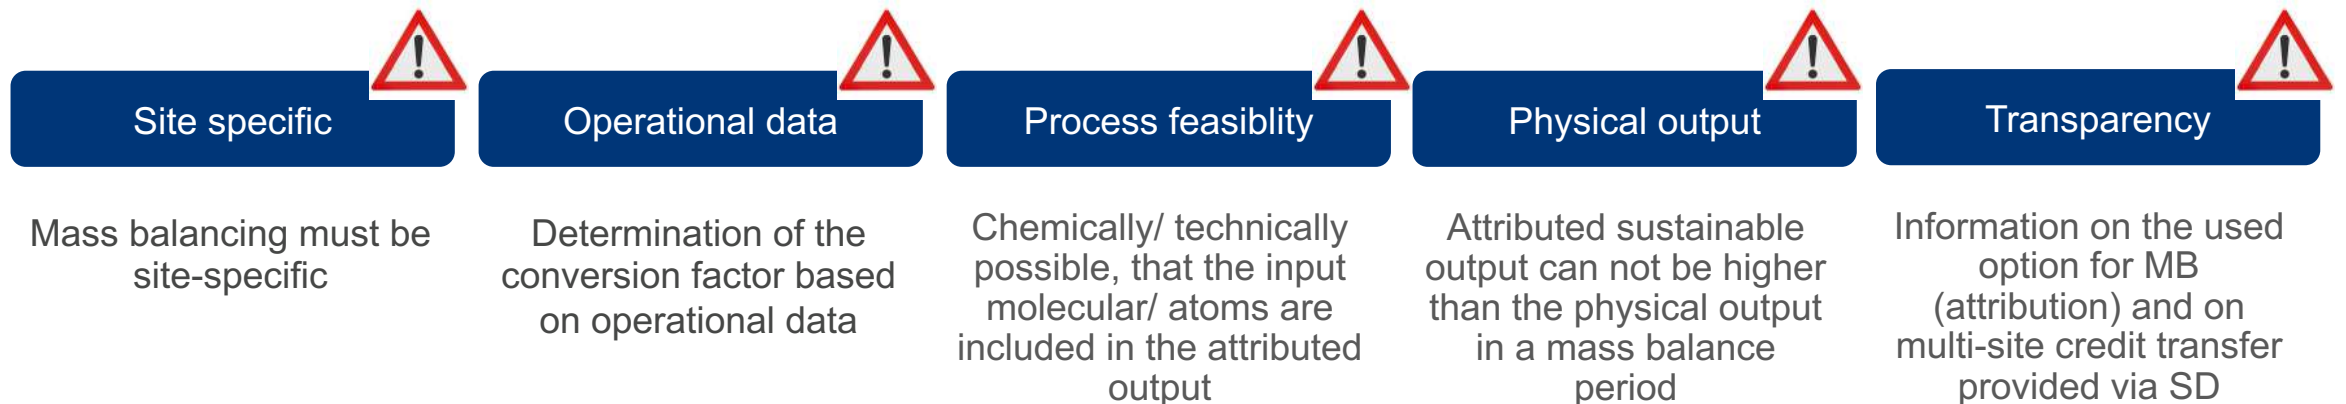 Site specific
Mass balancing must be
site-specific
Operational data
Determination of the
conversion factor based
on operational data
Process feasiblity
Chemically/ technically
possible, that the input
molecular/ atoms are
included in the attributed
output
Physical output
Attributed sustainable
output can not be higher
than the physical output
in a mass balance
period
Transparency
Information on the used
option for MB
(attribution) and on
multi-site credit transfer
provided via SD